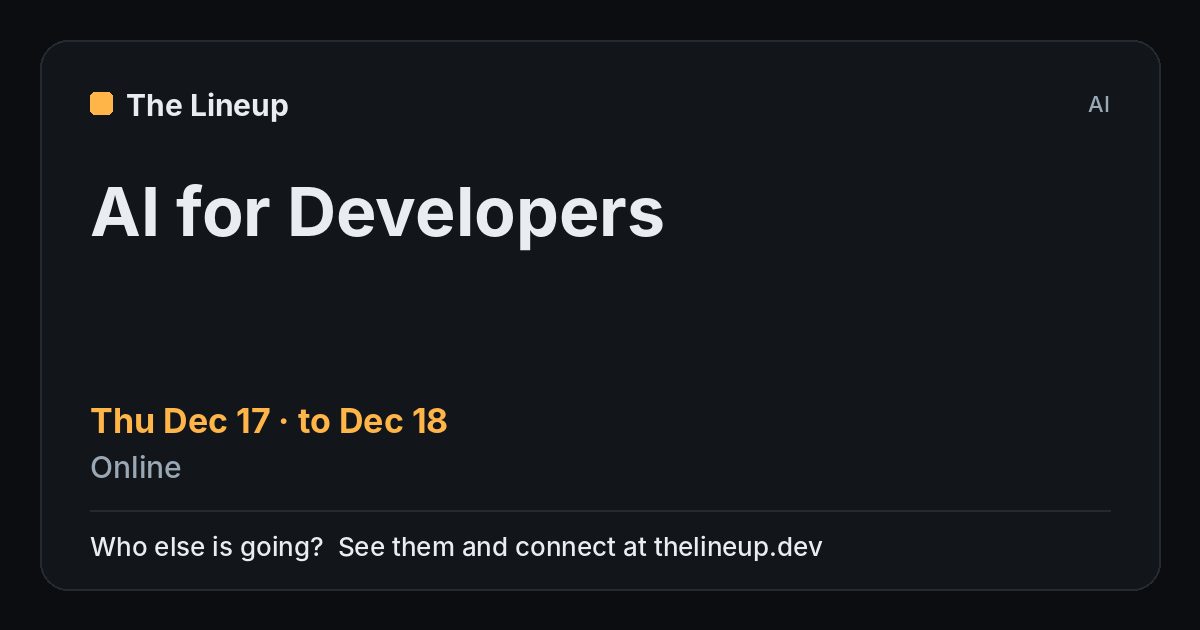 The Lineup
AI
AI for Developers
Thu Dec 17 · to Dec 18
Online
Who else is going? See them and connect at thelineup.dev